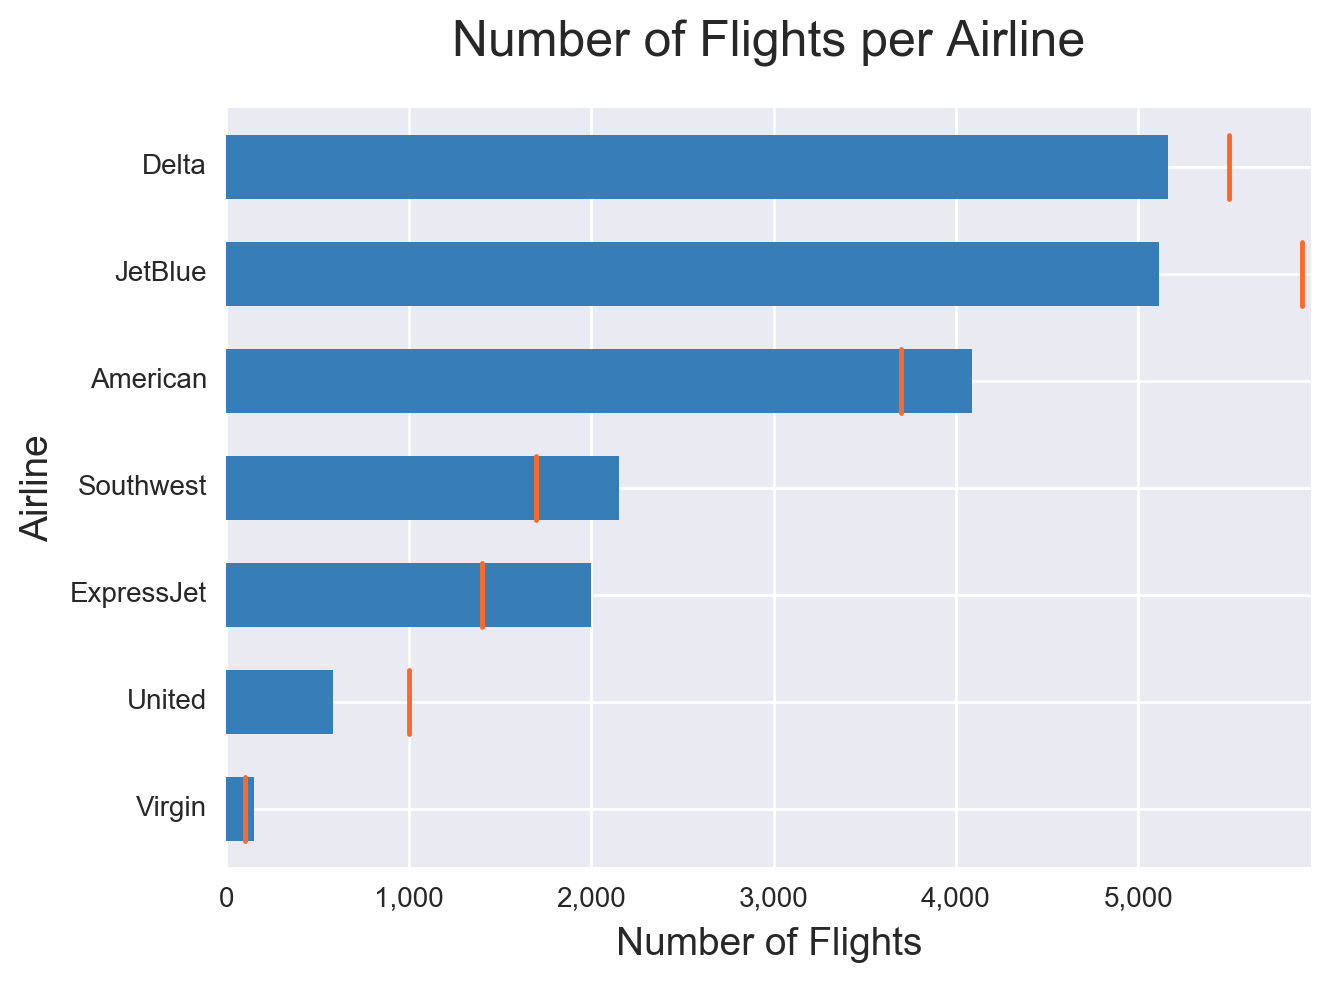 Number of Flights per Airline
Delta
JetBlue
American
Southwest
ExpressJet
United
Virgin
Airline
0 1,000 2,000 3,000 4,000 5,000
Number of Flights